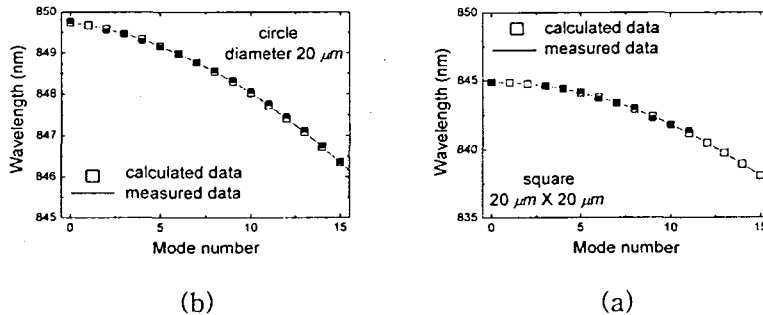 850
849
848
847
846
845
Wavelength (nm)
circle
diameter 20 μm
calculated data
measured data
0 5 10 15
Mode number
(b)
850
845
840
835
Wavelength (nm)
calculated data
measured data
square
20 μm X 20 μm
0 5 10 15
Mode number
(a)